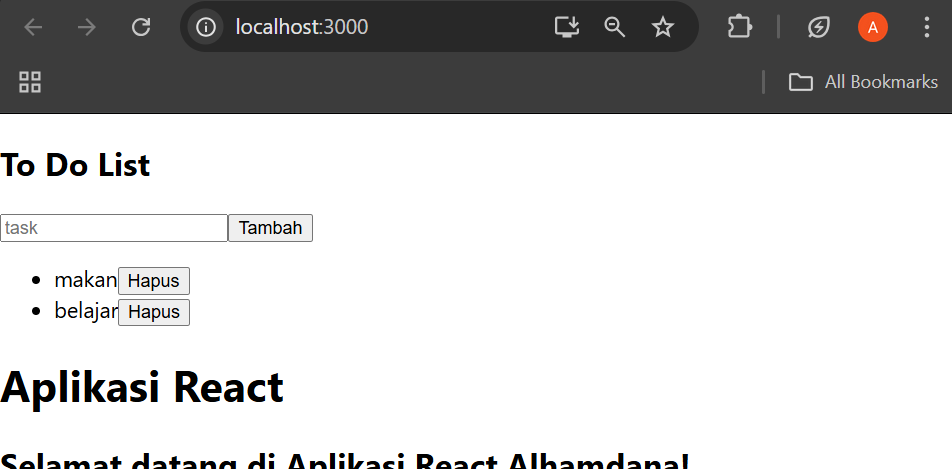 localhost:3000
A
All Bookmarks
To Do List
task Tambah
makan Hapus
belajar Hapus
Aplikasi React
Selamat datang di Aplikasi React Alhamdana!